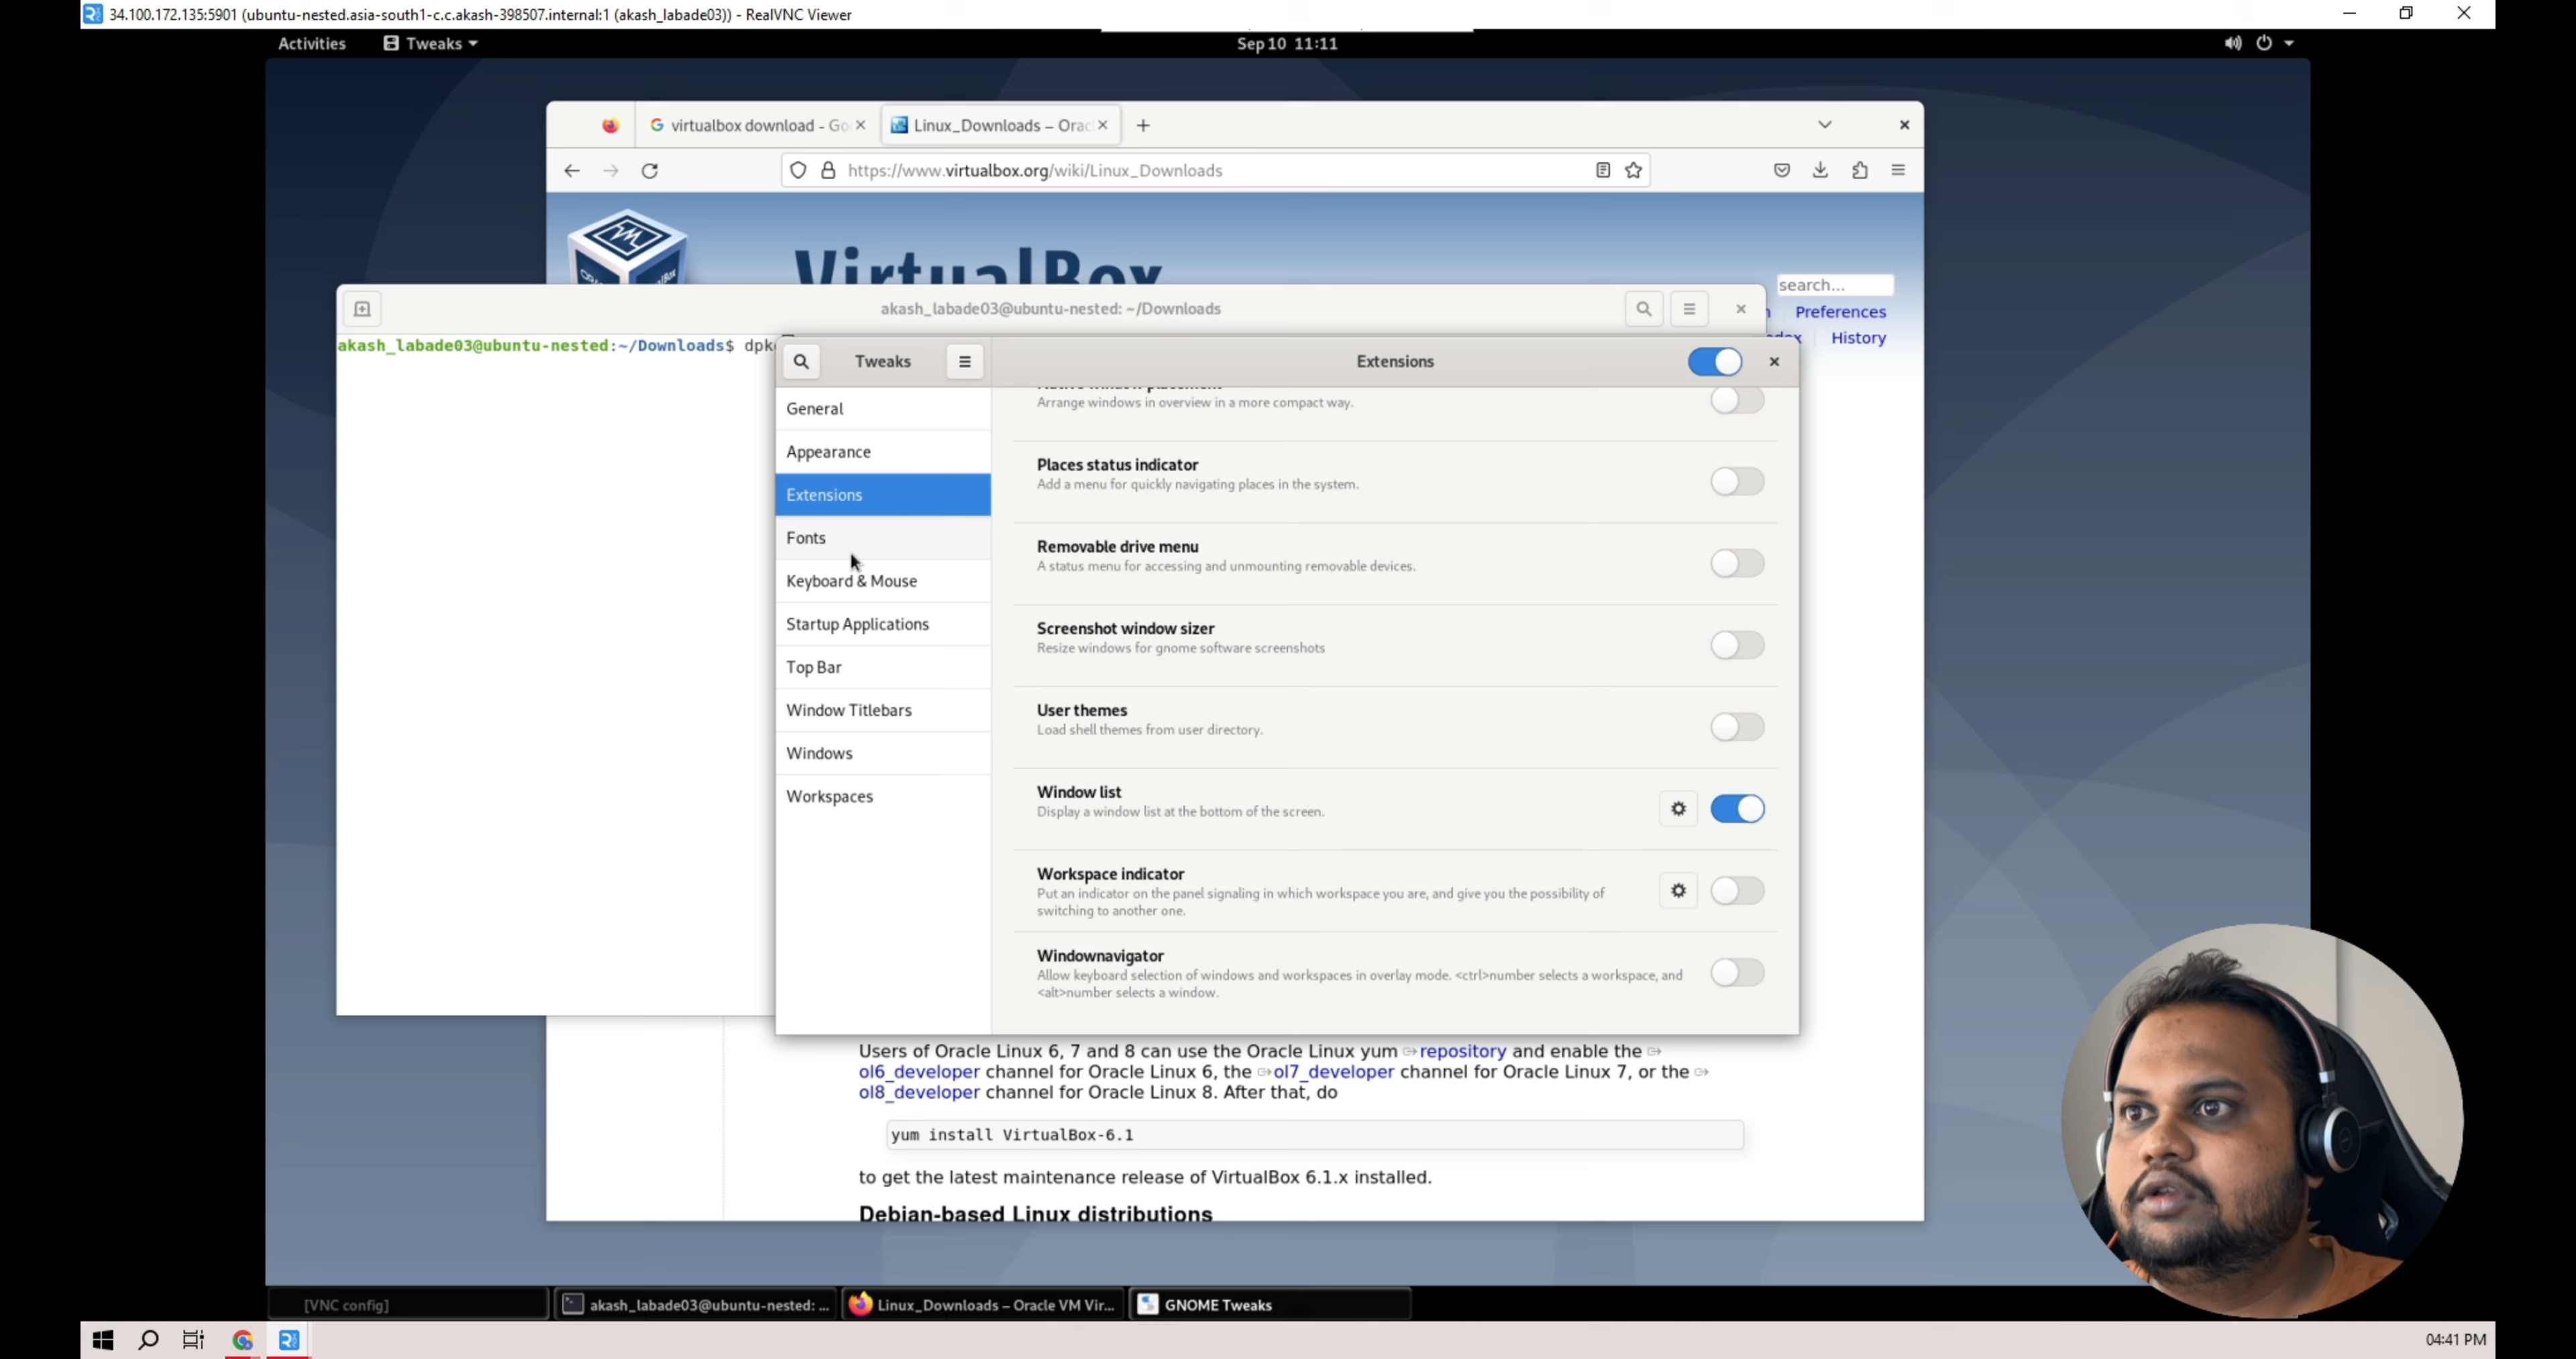 34.100.172.135:5901 (ubuntu-nested.asia-south1-c.c.akash-398507.internal:1 (akash_labade03)) - RealVNC Viewer
Activities Tweaks Sep 10 11:11
virtualbox download - Go Linux_Downloads – Orac
https://www.virtualbox.org/wiki/Linux_Downloads
VirtualBox
search...
Preferences
History
akash_labade03@ubuntu-nested: ~/Downloads
akash_labade03@ubuntu-nested:~/Downloads$ dpk
Tweaks Extensions
General
Appearance
Extensions
Fonts
Keyboard & Mouse
Startup Applications
Top Bar
Window Titlebars
Windows
Workspaces
Arrange windows in overview in a more compact way.
Places status indicator
Add a menu for quickly navigating places in the system.
Removable drive menu
A status menu for accessing and unmounting removable devices.
Screenshot window sizer
Resize windows for gnome software screenshots
User themes
Load shell themes from user directory.
Window list
Display a window list at the bottom of the screen.
Workspace indicator
Put an indicator on the panel signaling in which workspace you are, and give you the possibility of
switching to another one.
Windownavigator
Allow keyboard selection of windows and workspaces in overlay mode. <ctrl>number selects a workspace, and
<alt>number selects a window.
Users of Oracle Linux 6, 7 and 8 can use the Oracle Linux yum repository and enable the
ol6_developer channel for Oracle Linux 6, the ol7_developer channel for Oracle Linux 7, or the
ol8_developer channel for Oracle Linux 8. After that, do
yum install VirtualBox-6.1
to get the latest maintenance release of VirtualBox 6.1.x installed.
Debian-based Linux distributions
[VNC config] akash_labade03@ubuntu-nested: ... Linux_Downloads – Oracle VM Vir... GNOME Tweaks
04:41 PM